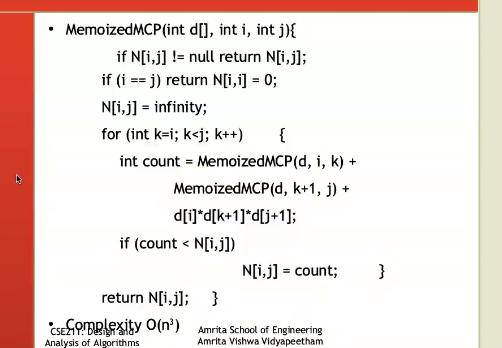 • MemoizedMCP(int d[], int i, int j){
if N[i,j] != null return N[i,j];
if (i == j) return N[i,i] = 0;
N[i,j] = infinity;
for (int k=i; k<j; k++) {
int count = MemoizedMCP(d, i, k) +
MemoizedMCP(d, k+1, j) +
d[i]*d[k+1]*d[j+1];
if (count < N[i,j])
N[i,j] = count; }
return N[i,j]; }
• Complexity O(n³)
CSE211: Design and
Analysis of Algorithms
Amrita School of Engineering
Amrita Vishwa Vidyapeetham